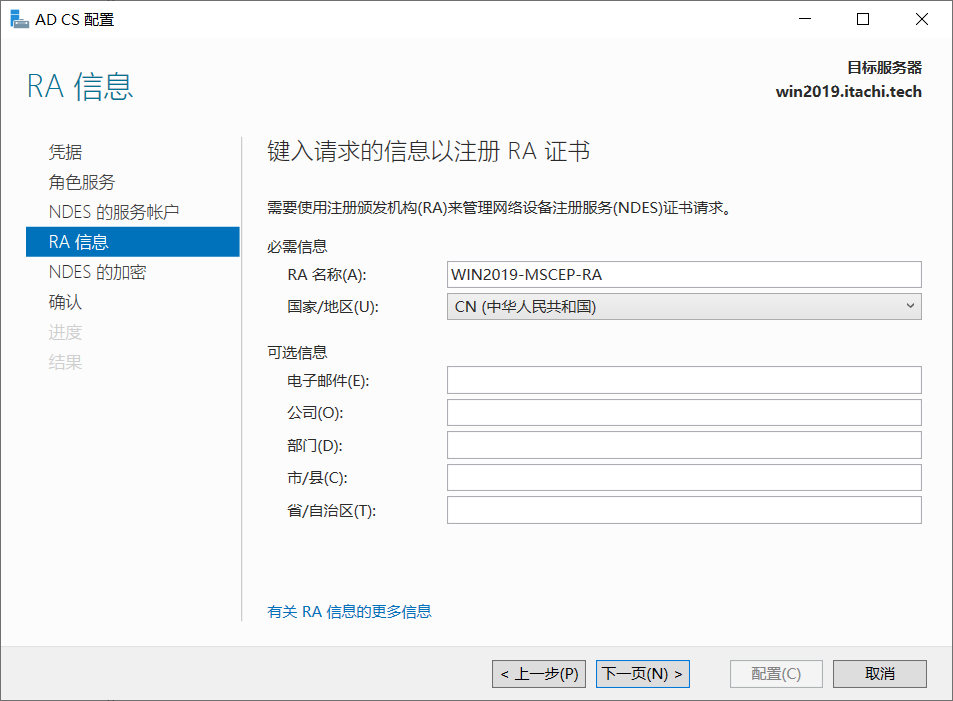 AD CS 配置
RA 信息
目标服务器
win2019.itachi.tech
凭据
角色服务
NDES 的服务帐户
RA 信息
NDES 的加密
确认
进度
结果
键入请求的信息以注册 RA 证书
需要使用注册颁发机构(RA)来管理网络设备注册服务(NDES)证书请求。
必需信息
RA 名称(A): WIN2019-MSCEP-RA
国家/地区(U): CN (中华人民共和国)
可选信息
电子邮件(E):
公司(O):
部门(D):
市/县(C):
省/自治区(T):
有关 RA 信息的更多信息
< 上一步(P) 下一页(N) > 配置(C) 取消